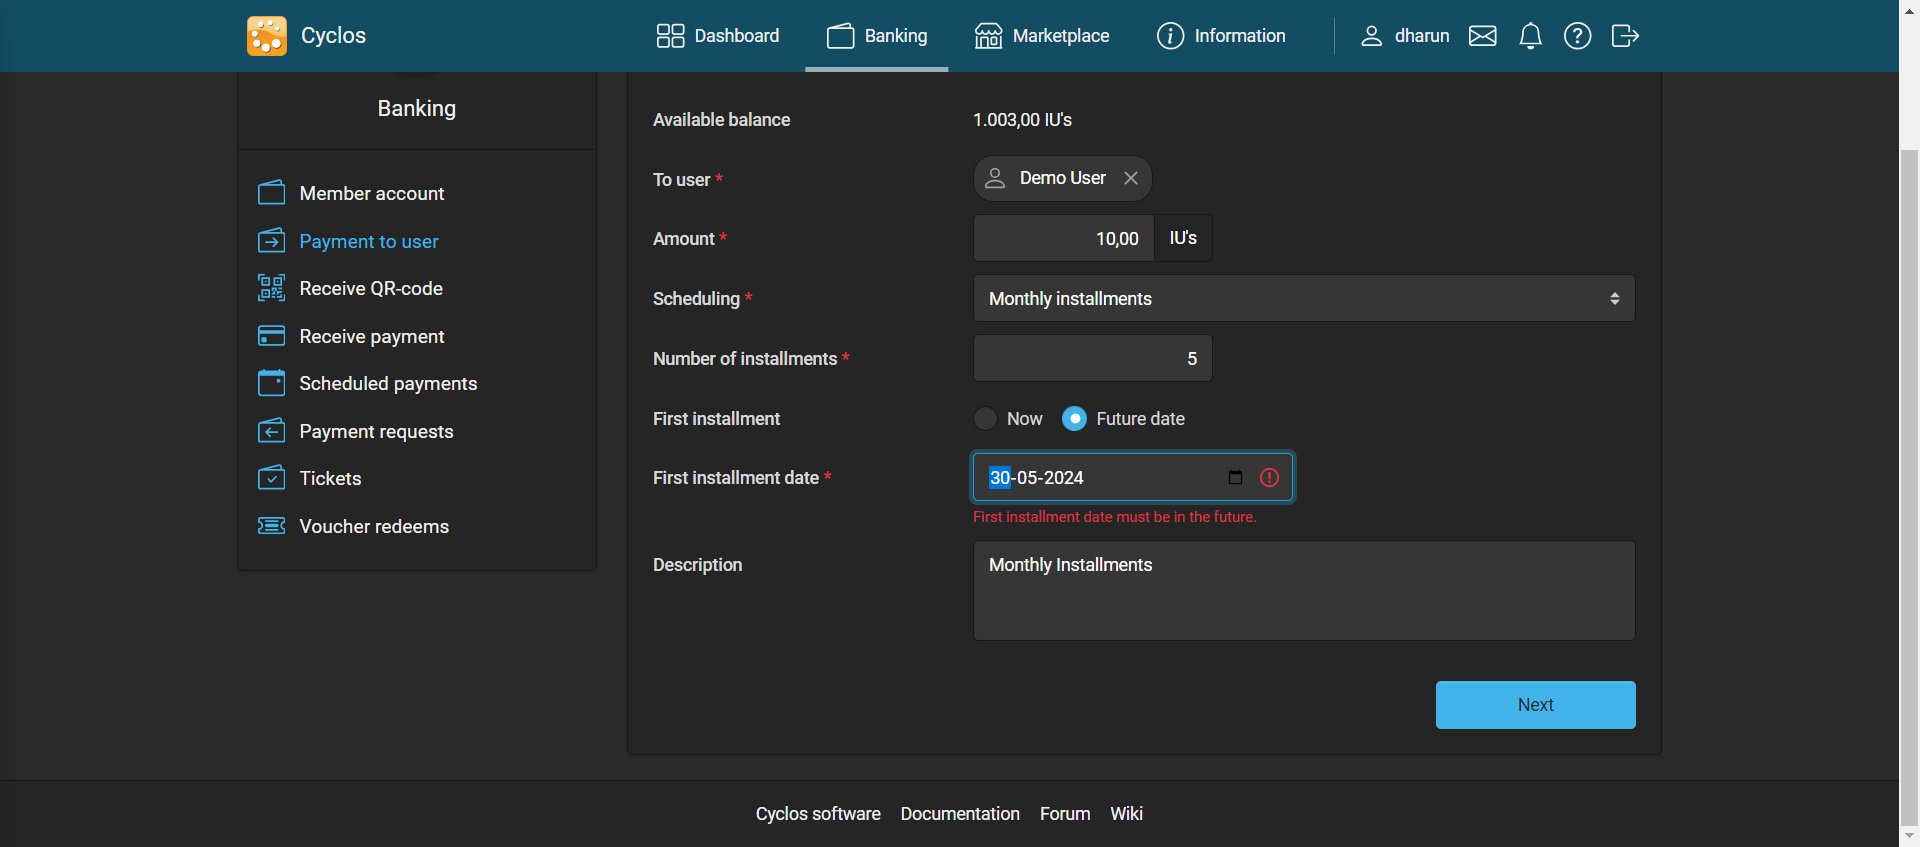 Cyclos
Dashboard
Banking
Marketplace
Information
dharun
Banking
Member account
Payment to user
Receive QR-code
Receive payment
Scheduled payments
Payment requests
Tickets
Voucher redeems
Available balance
1.003,00 IU's
To user *
Demo User
Amount *
10,00 IU's
Scheduling *
Monthly installments
Number of installments *
5
First installment
Now
Future date
First installment date *
30-05-2024
First installment date must be in the future.
Description
Monthly Installments
Next
Cyclos software Documentation Forum Wiki